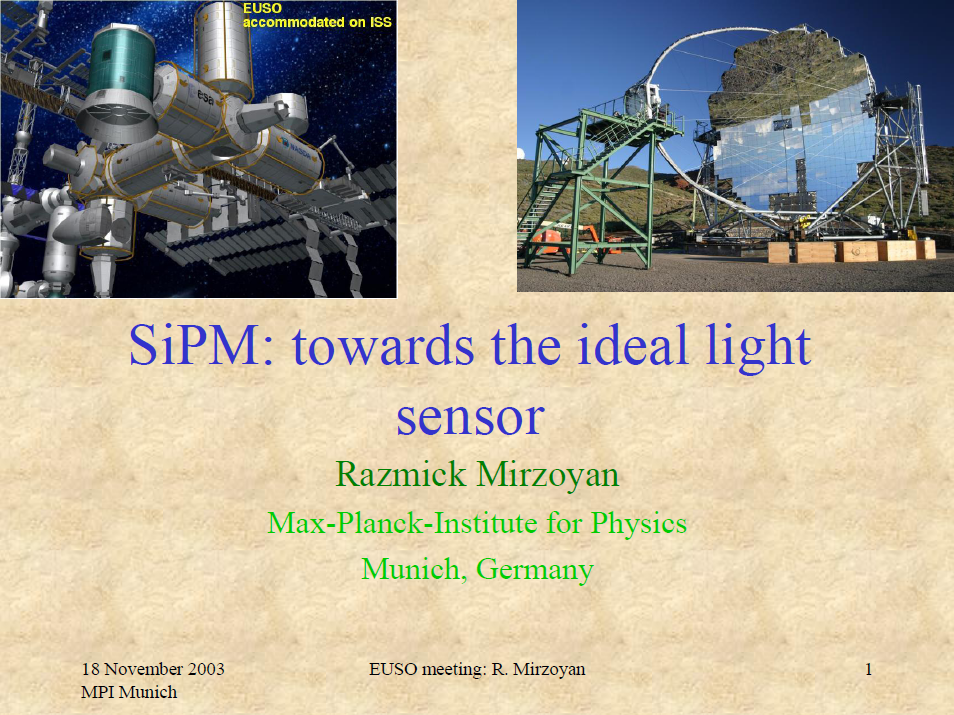 EUSO
accommodated on ISS
esa
SiPM: towards the ideal light
sensor
Razmick Mirzoyan
Max-Planck-Institute for Physics
Munich, Germany
18 November 2003
MPI Munich
EUSO meeting: R. Mirzoyan
1